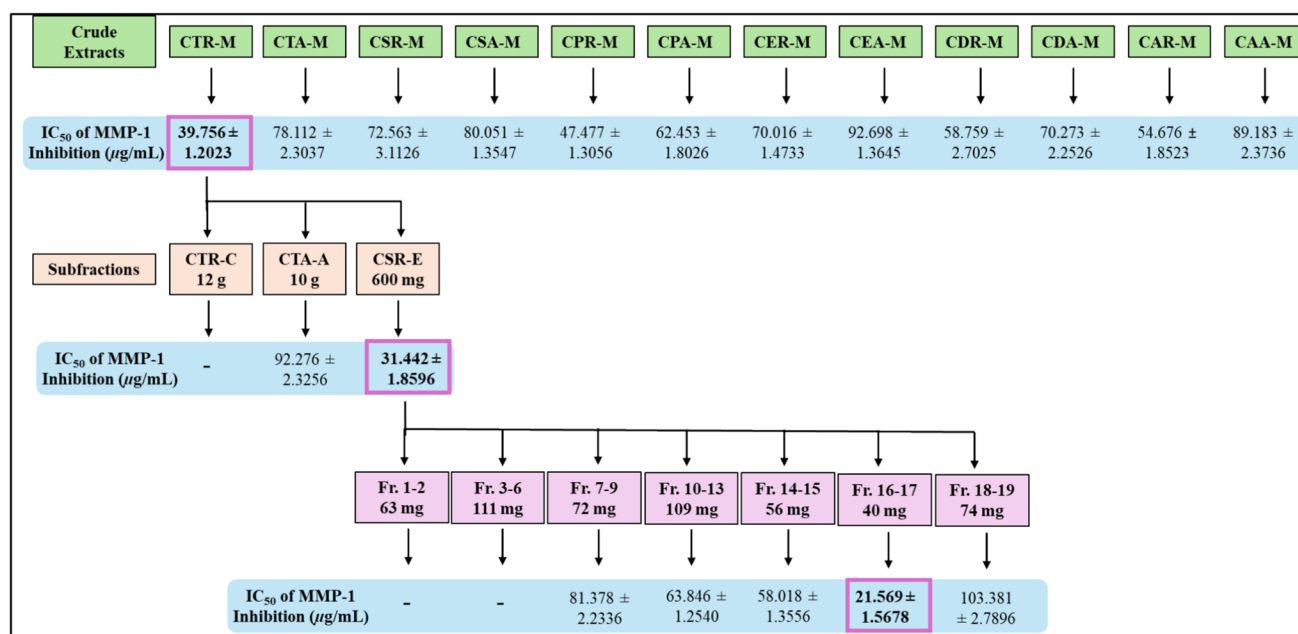 Crude
Extracts
CTR-M CTA-M CSR-M CSA-M CPR-M CPA-M CER-M CEA-M CDR-M CDA-M CAR-M CAA-M
IC50 of MMP-1
Inhibition (µg/mL)
39.756 ± 78.112 ± 72.563 ± 80.051 ± 47.477 ± 62.453 ± 70.016 ± 92.698 ± 58.759 ± 70.273 ± 54.676 ± 89.183 ±
1.2023 2.3037 3.1126 1.3547 1.3056 1.8026 1.4733 1.3645 2.7025 2.2526 1.8523 2.3736
Subfractions
CTR-C CTA-A CSR-E
12 g 10 g 600 mg
IC50 of MMP-1
Inhibition (µg/mL)
- 92.276 ± 31.442 ±
2.3256 1.8596
Fr. 1-2 Fr. 3-6 Fr. 7-9 Fr. 10-13 Fr. 14-15 Fr. 16-17 Fr. 18-19
63 mg 111 mg 72 mg 109 mg 56 mg 40 mg 74 mg
IC50 of MMP-1
Inhibition (µg/mL)
- - 81.378 ± 63.846 ± 58.018 ± 21.569 ± 103.381
2.2336 1.2540 1.3556 1.5678 ± 2.7896